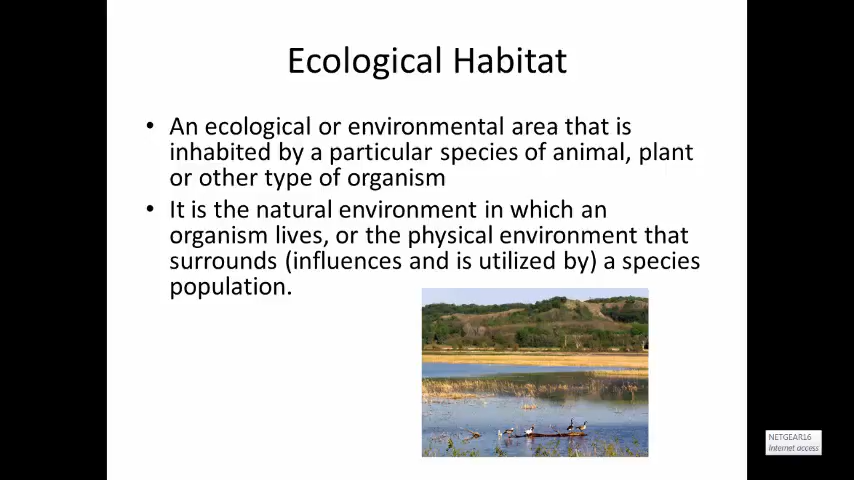 Ecological Habitat
• An ecological or environmental area that is
inhabited by a particular species of animal, plant
or other type of organism
• It is the natural environment in which an
organism lives, or the physical environment that
surrounds (influences and is utilized by) a species
population.
NETGEAR16
Internet access